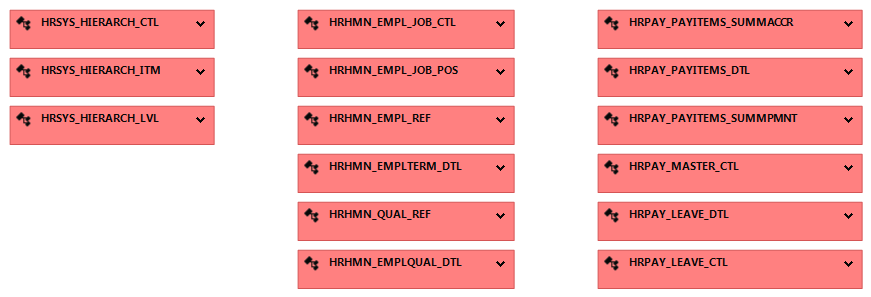 HRSYS_HIERARCH_CTL
HRSYS_HIERARCH_ITM
HRSYS_HIERARCH_LVL
HRHMN_EMPL_JOB_CTL
HRHMN_EMPL_JOB_POS
HRHMN_EMPL_REF
HRHMN_EMPLTERM_DTL
HRHMN_QUAL_REF
HRHMN_EMPLQUAL_DTL
HRPAY_PAYITEMS_SUMMACCR
HRPAY_PAYITEMS_DTL
HRPAY_PAYITEMS_SUMMPMNT
HRPAY_MASTER_CTL
HRPAY_LEAVE_DTL
HRPAY_LEAVE_CTL